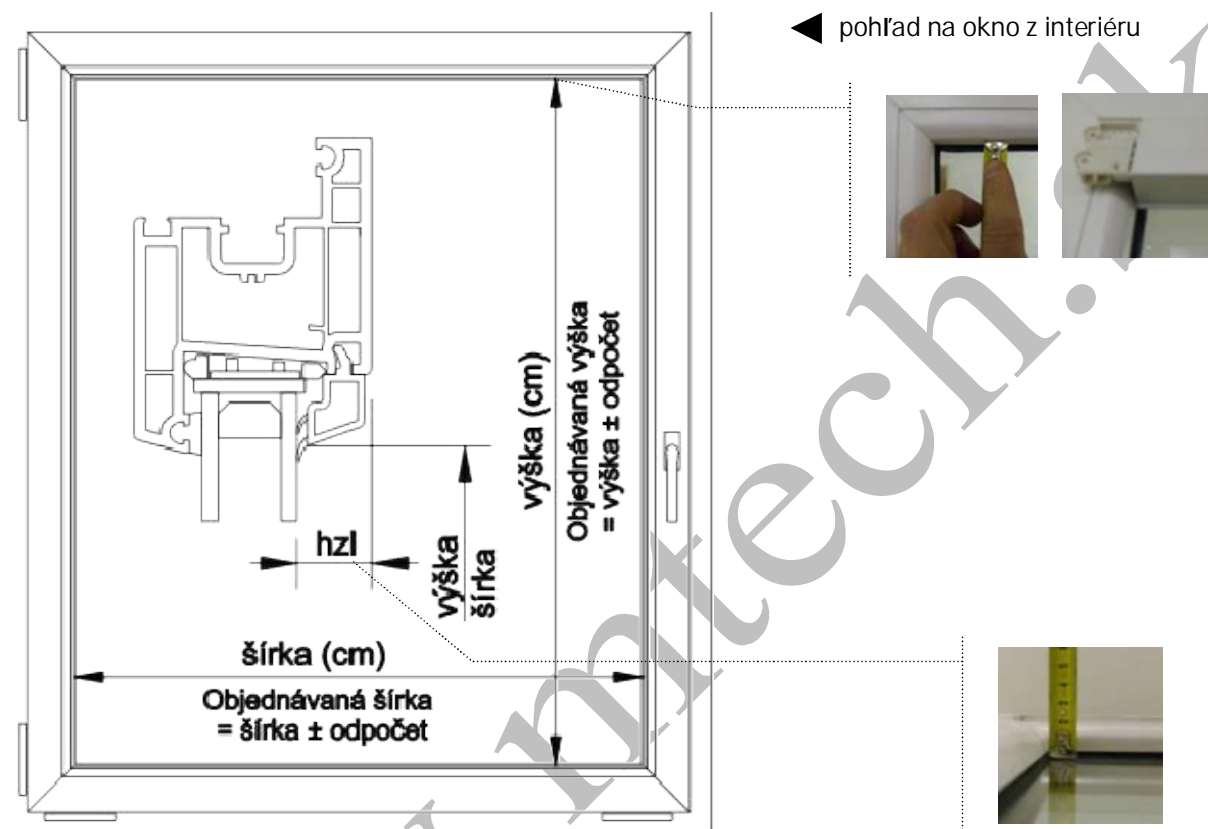 pohľad na okno z interiéru
výška (cm)
Objednávaná výška
= výška ± odpočet
hzl
výška
šírka
šírka (cm)
Objednávaná šírka
= šírka ± odpočet
mtech.